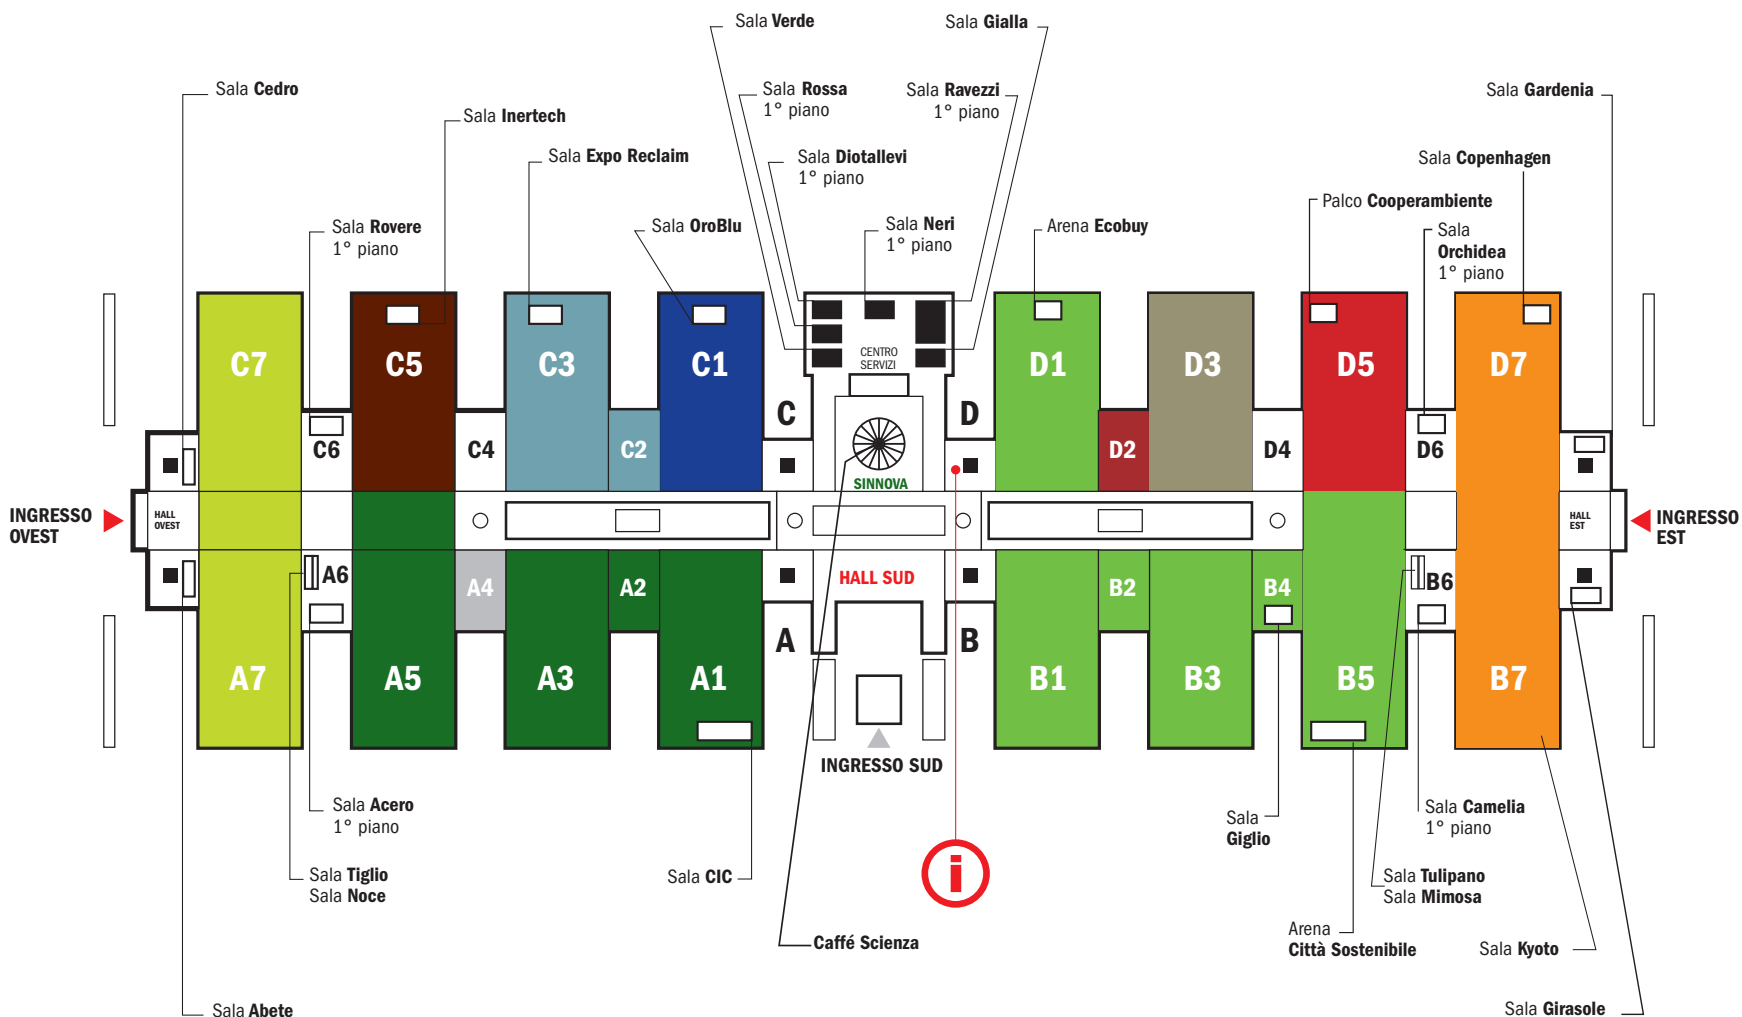 Sala Verde
Sala Gialla
Sala Cedro
Sala Rossa
1° piano
Sala Ravezzi
1° piano
Sala Gardenia
Sala Inertech
Sala Expo Reclaim
Sala Diotallevi
1° piano
Sala Copenhagen
Palco Cooperambiente
Sala Rovere
1° piano
Sala OroBlu
Sala Neri
1° piano
Arena Ecobuy
Sala
Orchidea
1° piano
C7
C5
C3
C1
CENTRO
SERVIZI
D1
D3
D5
D7
C
D
C6
C4
C2
D2
D4
D6
SINNOVA
INGRESSO
OVEST
HALL
OVEST
HALL
EST
INGRESSO
EST
A6
A4
A2
HALL SUD
B2
B4
B6
A
B
A7
A5
A3
A1
B1
B3
B5
B7
INGRESSO SUD
Sala Acero
1° piano
Sala
Giglio
Sala Camelia
1° piano
Sala Tiglio
Sala Noce
Sala CIC
i
Sala Tulipano
Sala Mimosa
Caffé Scienza
Arena
Città Sostenibile
Sala Kyoto
Sala Abete
Sala Girasole